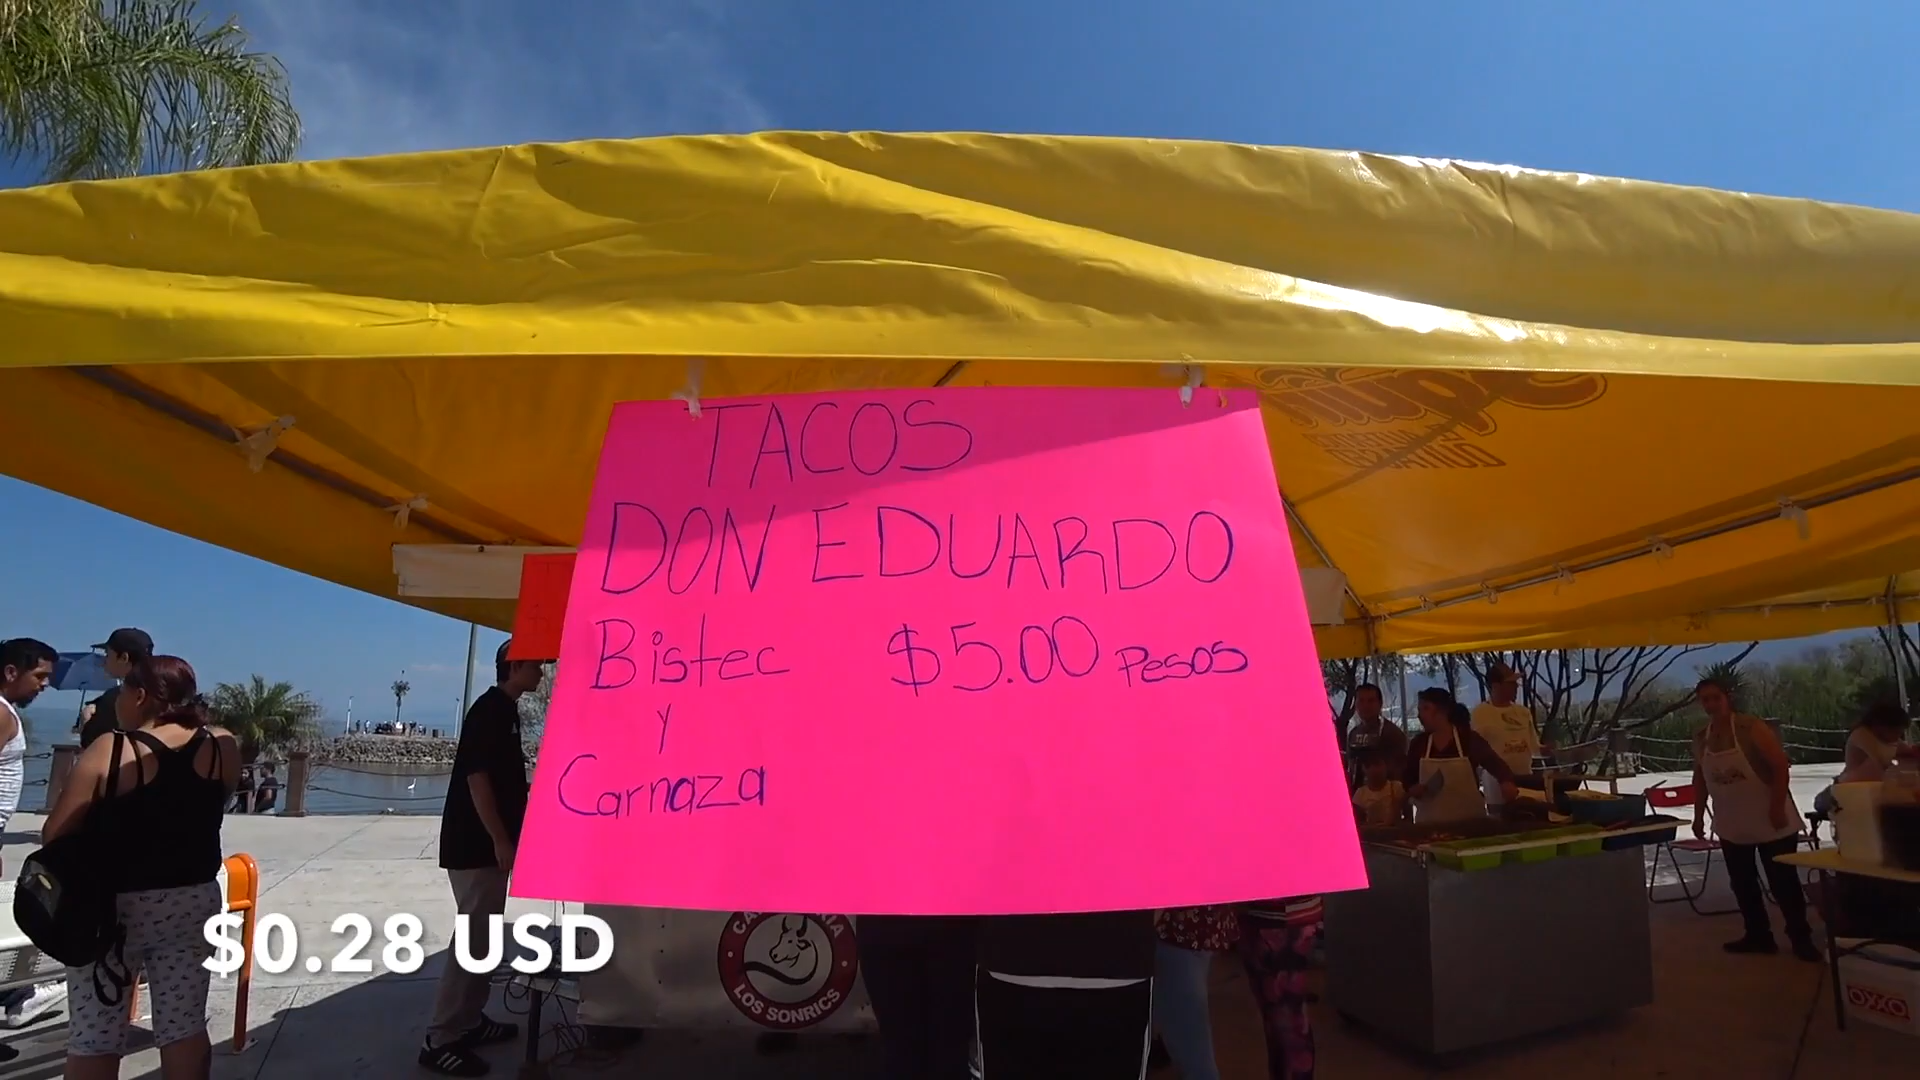 TACOS
DON EDUARDO
Bistec $5.00 Pesos
y
Carnaza
$0.28 USD
LOS SONRICS
OXXO